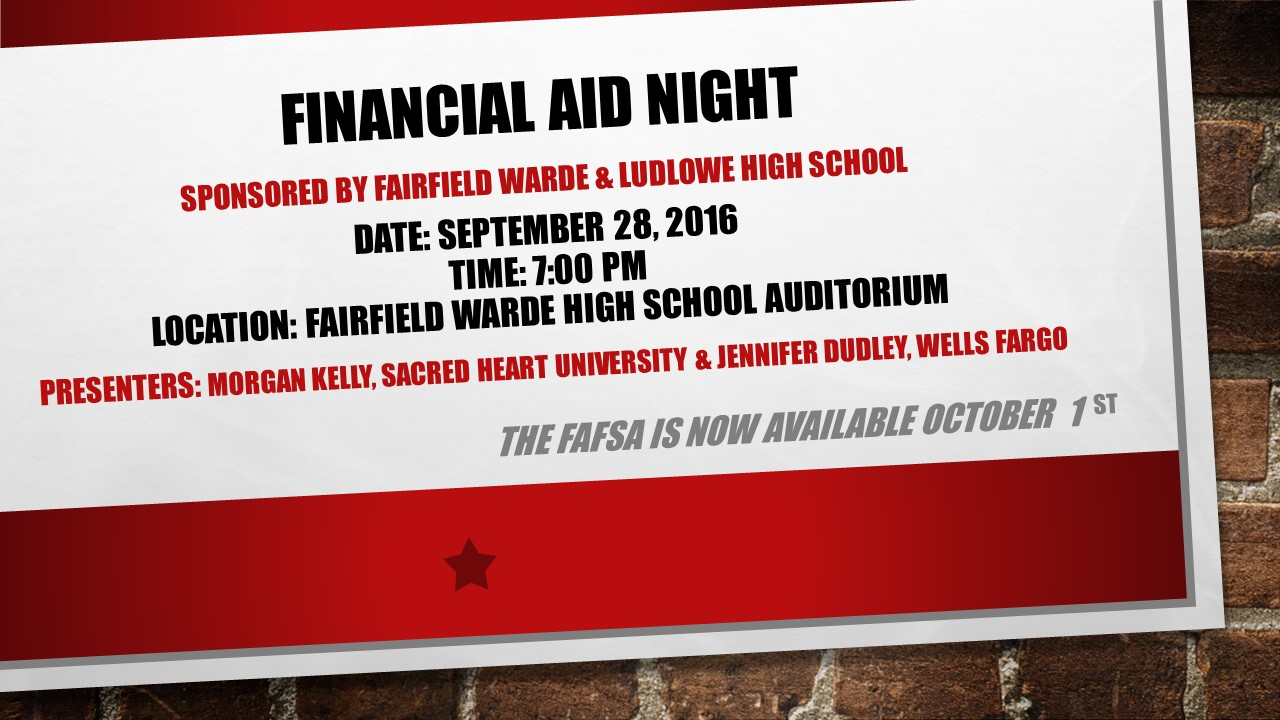 FINANCIAL AID NIGHT
SPONSORED BY FAIRFIELD WARDE & LUDLOWE HIGH SCHOOL
DATE: SEPTEMBER 28, 2016
TIME: 7:00 PM
LOCATION: FAIRFIELD WARDE HIGH SCHOOL AUDITORIUM
PRESENTERS: MORGAN KELLY, SACRED HEART UNIVERSITY & JENNIFER DUDLEY, WELLS FARGO
THE FAFSA IS NOW AVAILABLE OCTOBER 1 ST